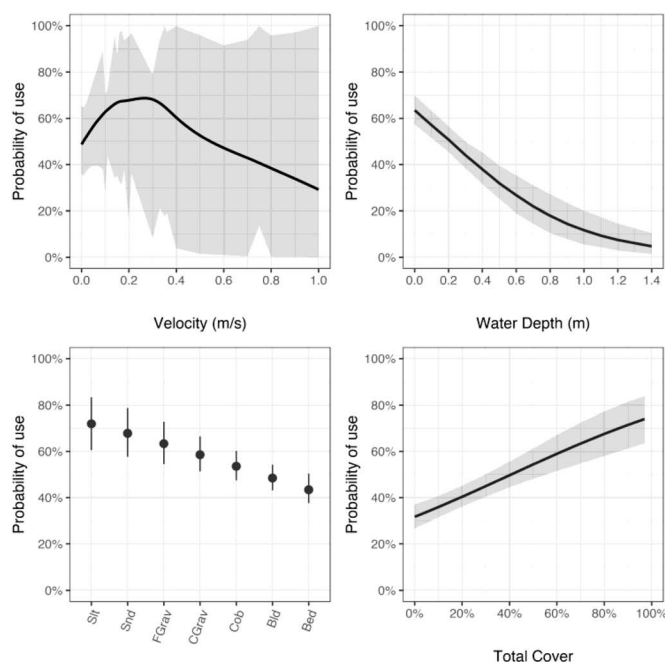 100%
80%
60%
40%
20%
0%
Probability of use
0.0 0.2 0.4 0.6 0.8 1.0
Velocity (m/s)
100%
80%
60%
40%
20%
0%
Probability of use
0.0 0.2 0.4 0.6 0.8 1.0 1.2 1.4
Water Depth (m)
100%
80%
60%
40%
20%
0%
Probability of use
Slt Snd FGrav CGrav Cob Bld Bed
100%
80%
60%
40%
20%
0%
Probability of use
0% 20% 40% 60% 80% 100%
Total Cover